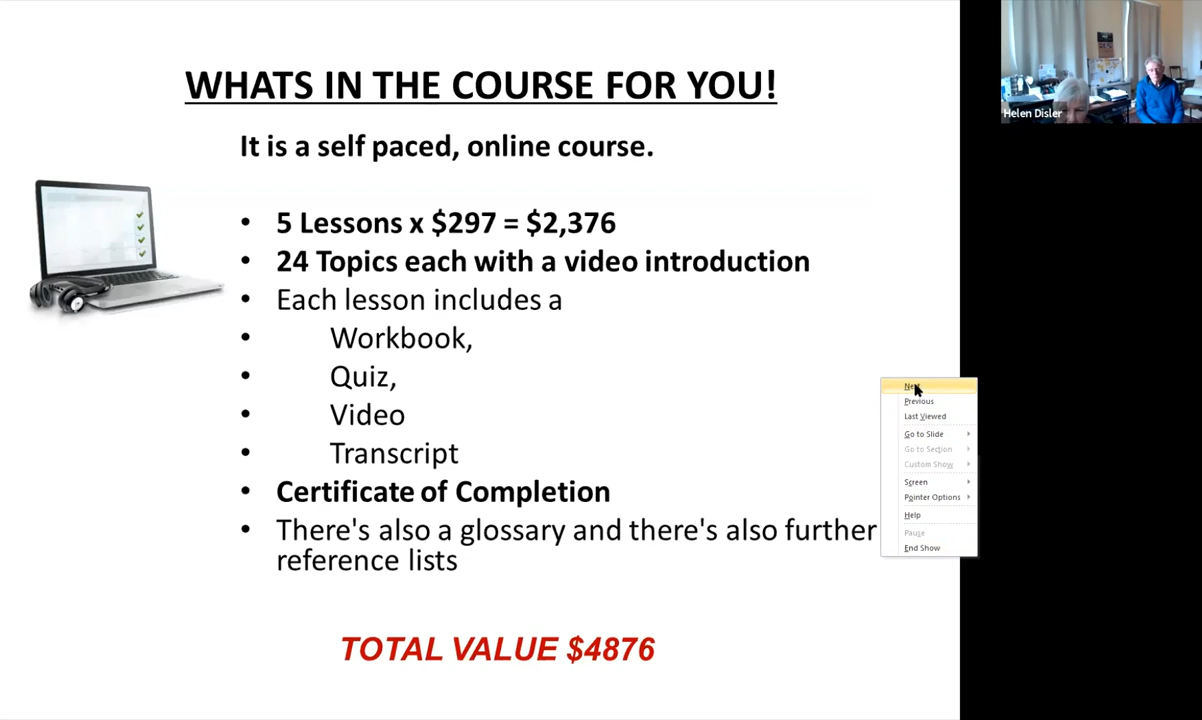 WHATS IN THE COURSE FOR YOU!
It is a self paced, online course.
• 5 Lessons x $297 = $2,376
• 24 Topics each with a video introduction
• Each lesson includes a
• Workbook,
• Quiz,
• Video
• Transcript
• Certificate of Completion
• There's also a glossary and there's also further
reference lists
TOTAL VALUE $4876
Helen Disler
Next
Previous
Last Viewed
Go to Slide
Go to Section
Custom Show
Screen
Pointer Options
Help
Pause
End Show